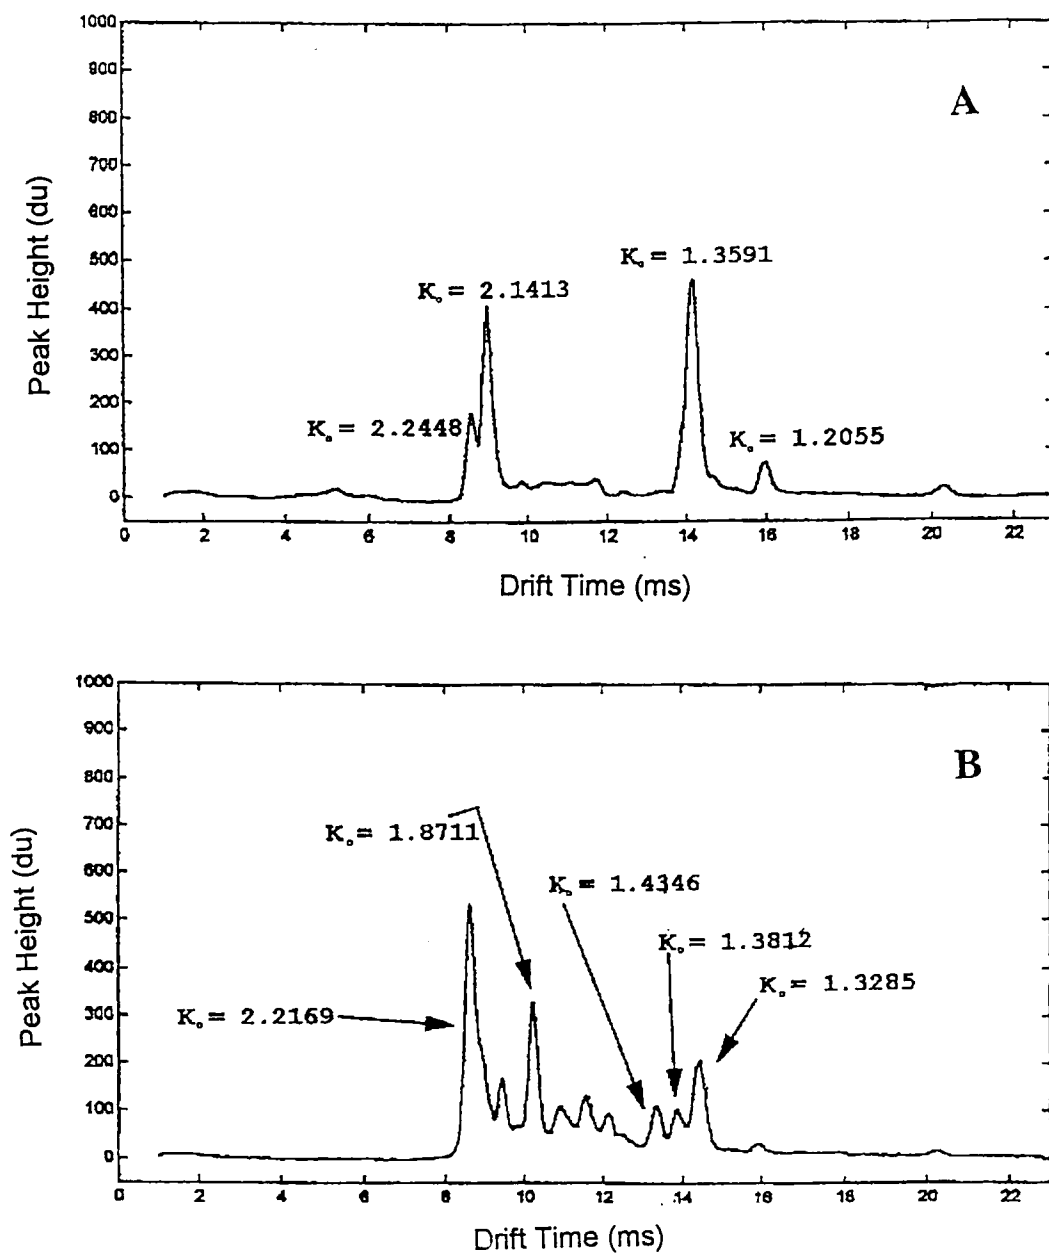 1000
900
A
800
700
600
500
K₀ = 1.3591
K₀ = 2.1413
400
300
200
K₀ = 2.2448
K₀ = 1.2055
100
0
Peak Height (du)
0 2 4 6 8 10 12 14 16 18 20 22
Drift Time (ms)
1000
900
B
800
700
K₀ = 1.8711
600
K₀ = 1.4346
500
K₀ = 1.3812
400
K₀ = 1.3285
300
K₀ = 2.2169
200
100
0
Peak Height (du)
0 2 4 6 8 10 12 14 16 18 20 22
Drift Time (ms)